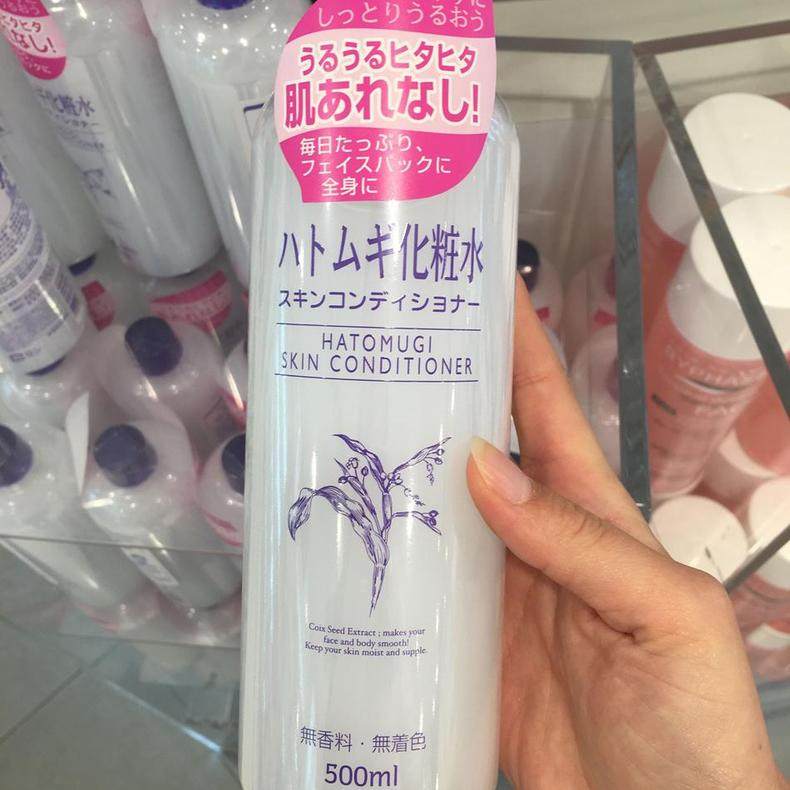 しっとりうるおう
うるうるヒタヒタ
肌あれなし!
毎日たっぷり、
フェイスパックに
全身に
ハトムギ化粧水
スキンコンディショナー
HATOMUGI
SKIN CONDITIONER
Coix Seed Extract ; makes your
face and body smooth!
Keep your skin moist and supple.
無香料・無着色
500ml